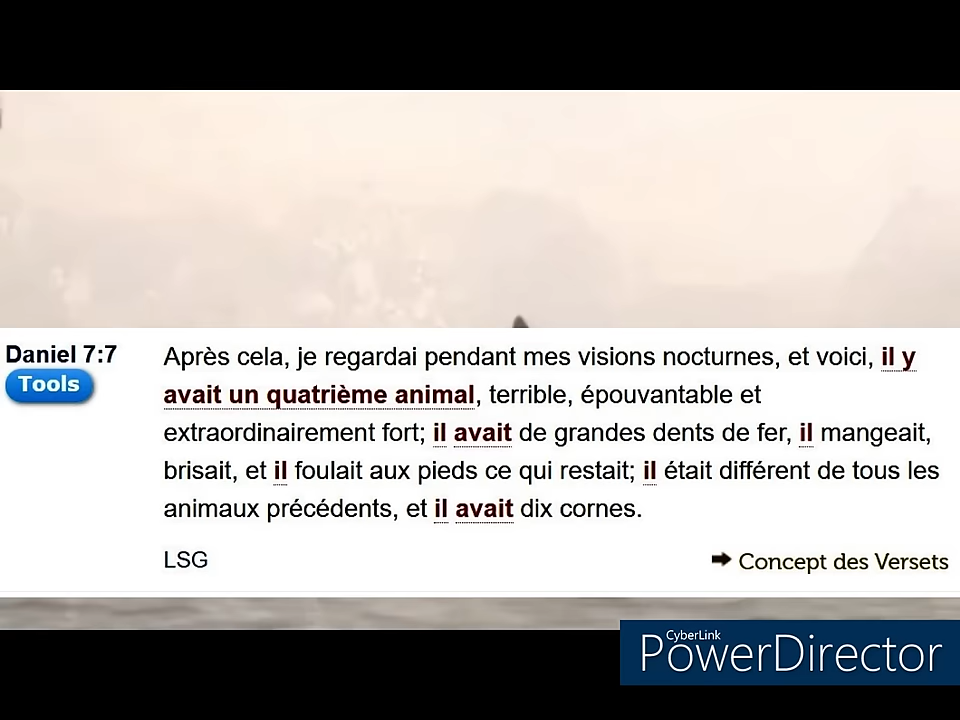 Daniel 7:7
Tools
Après cela, je regardai pendant mes visions nocturnes, et voici, il y
avait un quatrième animal, terrible, épouvantable et
extraordinairement fort; il avait de grandes dents de fer, il mangeait,
brisait, et il foulait aux pieds ce qui restait; il était différent de tous les
animaux précédents, et il avait dix cornes.
LSG
➡ Concept des Versets
CyberLink
PowerDirector